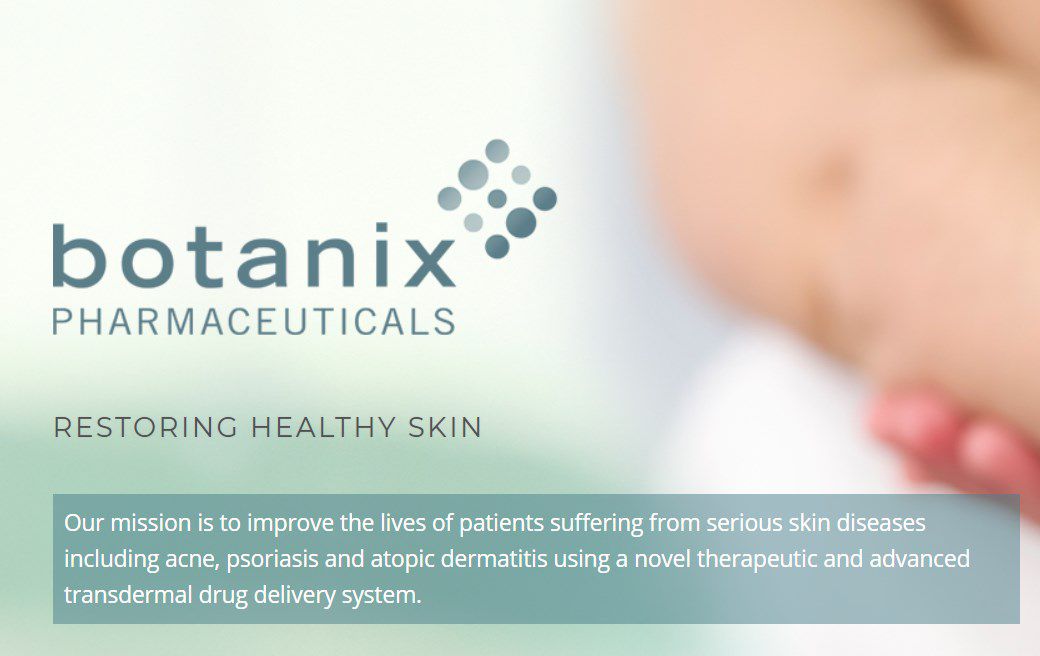 botanix
PHARMACEUTICALS
RESTORING HEALTHY SKIN
Our mission is to improve the lives of patients suffering from serious skin diseases
including acne, psoriasis and atopic dermatitis using a novel therapeutic and advanced
transdermal drug delivery system.